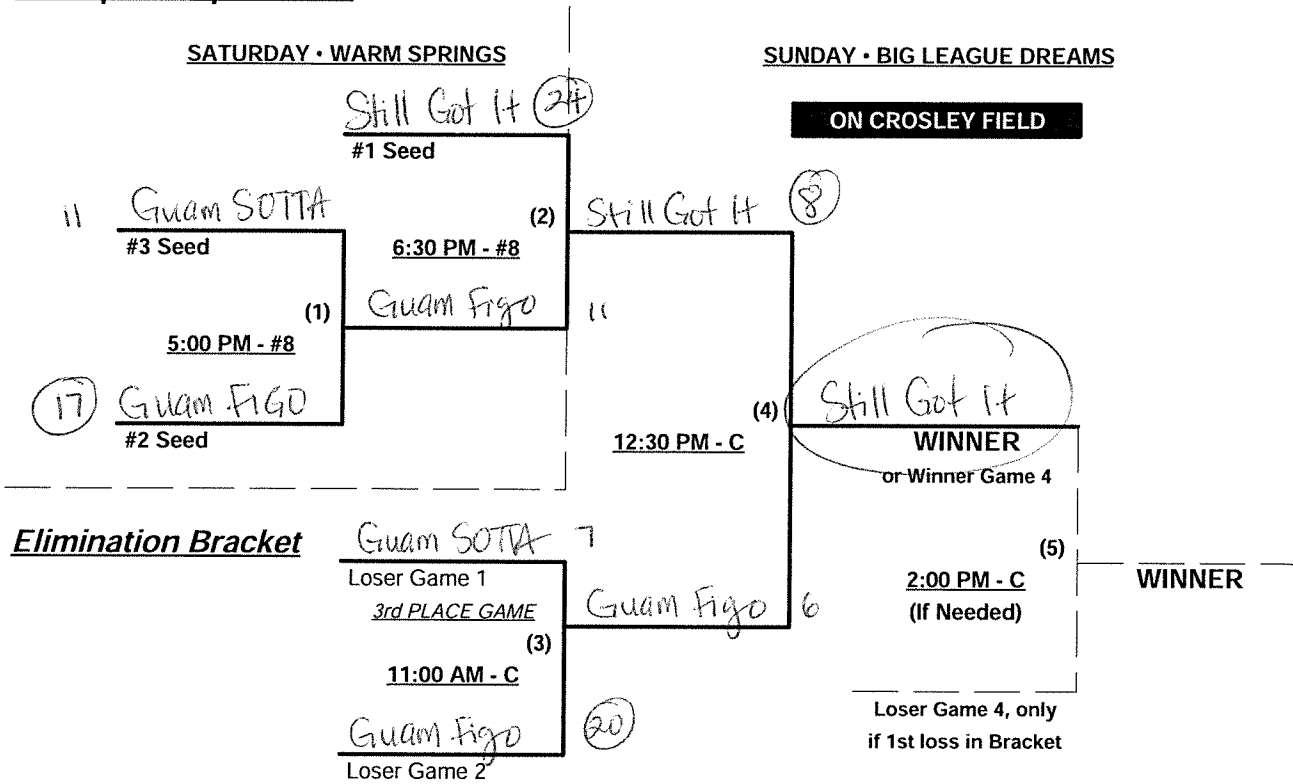 SATURDAY • WARM SPRINGS
SUNDAY • BIG LEAGUE DREAMS
Still Got It 24
ON CROSLEY FIELD
#1 Seed
11 Guam SOTTA
(2)
Still Got It 8
#3 Seed
6:30 PM - #8
(1)
Guam Figo 11
5:00 PM - #8
17 Guam FIGO
(4)
Still Got It
#2 Seed
12:30 PM - C
WINNER
or Winner Game 4
Elimination Bracket
Guam SOTTA 7
Loser Game 1
(5)
3rd PLACE GAME
Guam Figo 6
2:00 PM - C
WINNER
(3)
(If Needed)
11:00 AM - C
Guam Figo 20
Loser Game 4, only
if 1st loss in Bracket
Loser Game 2